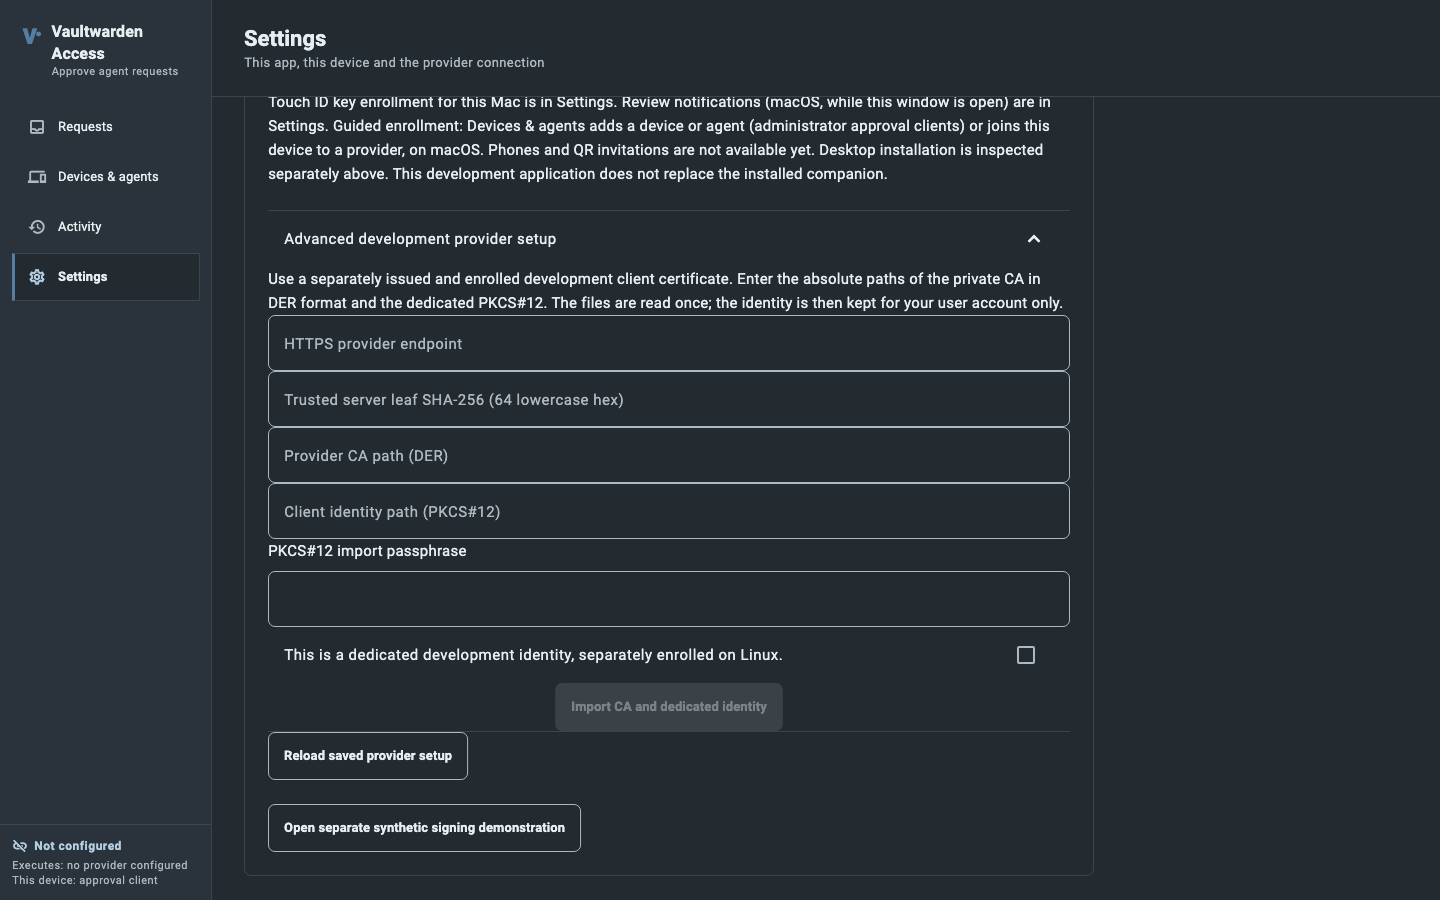 Vaultwarden
Access
Approve agent requests
Requests
Devices & agents
Activity
Settings
Not configured
Executes: no provider configured
This device: approval client
Settings
This app, this device and the provider connection
Touch ID key enrollment for this Mac is in Settings. Review notifications (macOS, while this window is open) are in
Settings. Guided enrollment: Devices & agents adds a device or agent (administrator approval clients) or joins this
device to a provider, on macOS. Phones and QR invitations are not available yet. Desktop installation is inspected
separately above. This development application does not replace the installed companion.
Advanced development provider setup
Use a separately issued and enrolled development client certificate. Enter the absolute paths of the private CA in
DER format and the dedicated PKCS#12. The files are read once; the identity is then kept for your user account only.
HTTPS provider endpoint
Trusted server leaf SHA-256 (64 lowercase hex)
Provider CA path (DER)
Client identity path (PKCS#12)
PKCS#12 import passphrase
This is a dedicated development identity, separately enrolled on Linux.
Import CA and dedicated identity
Reload saved provider setup
Open separate synthetic signing demonstration